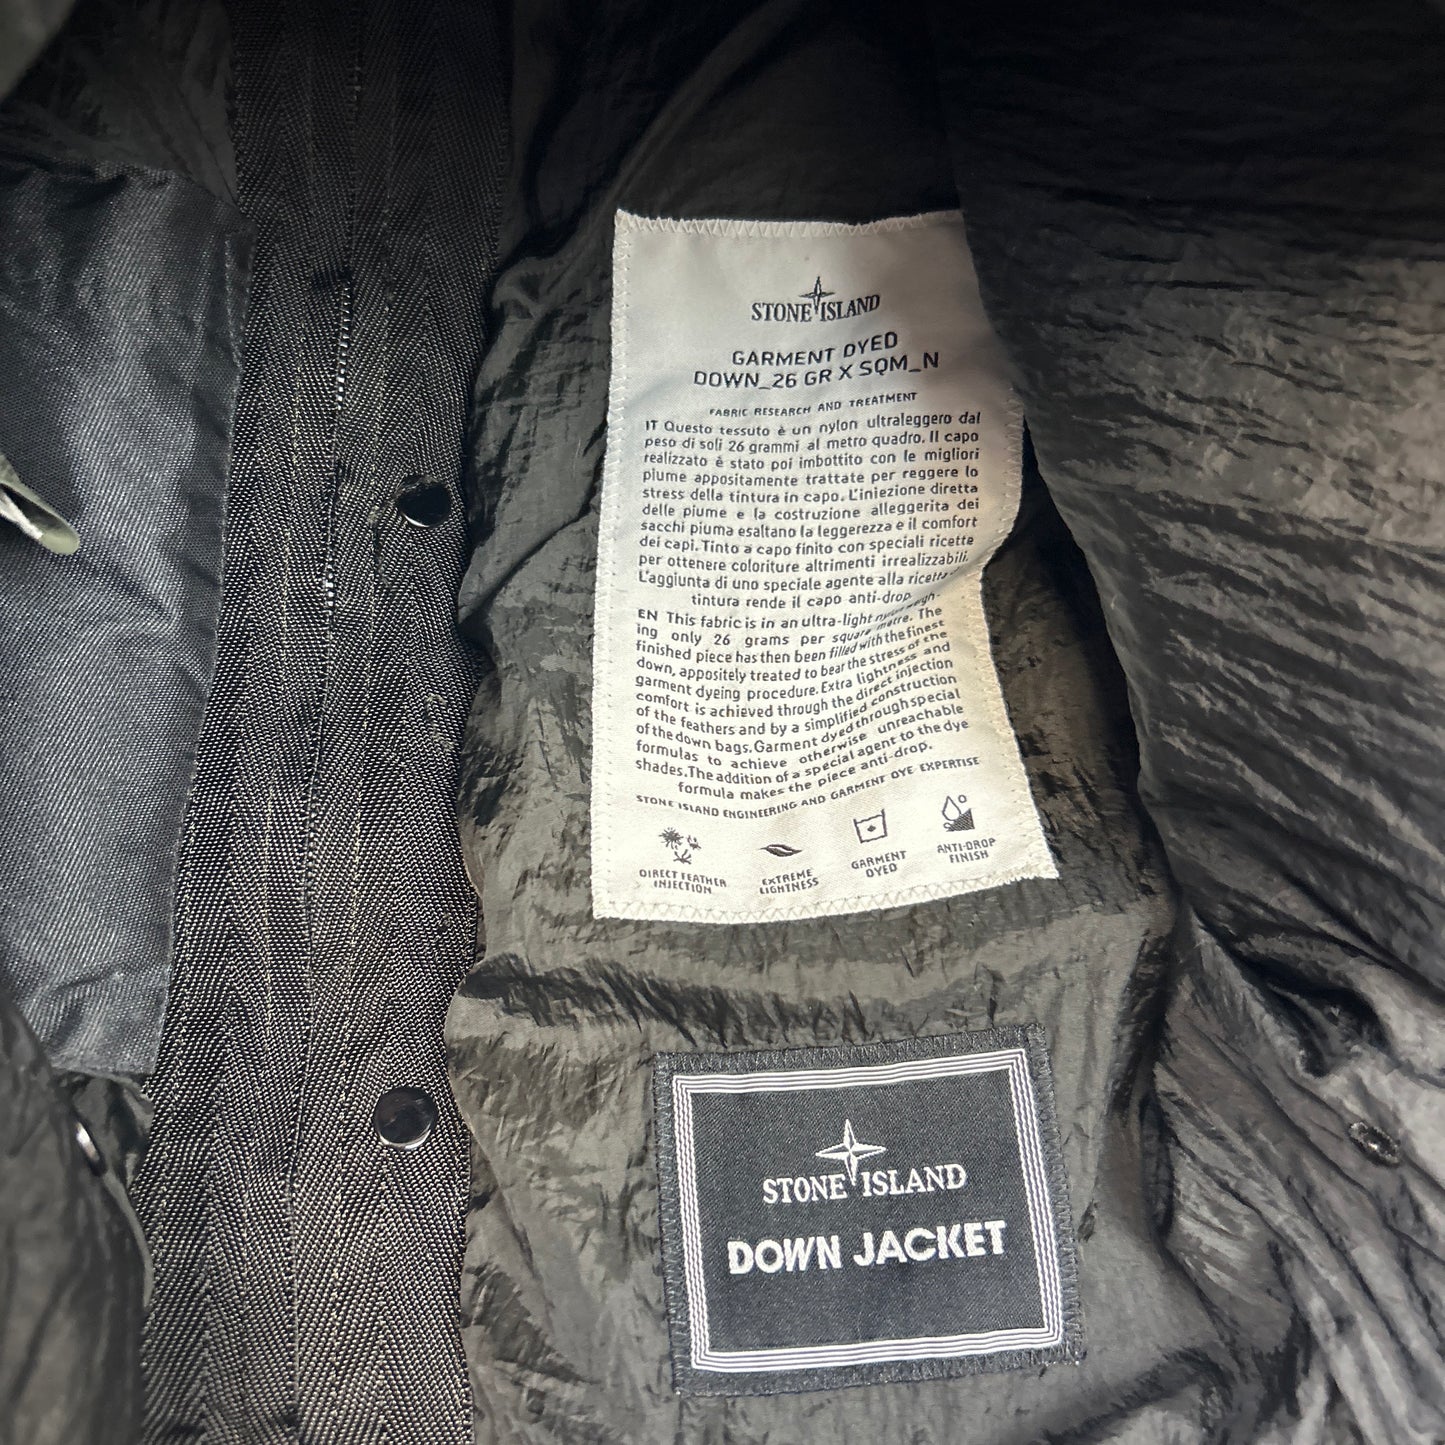 STONE ISLAND
GARMENT DYED
DOWN_26 GR X SQM_N
FABRIC RESEARCH AND TREATMENT
IT Questo tessuto è un nylon ultraleggero dal
peso di soli 26 grammi al metro quadro. Il capo
realizzato è stato poi imbottito con le migliori
piume appositamente trattate per reggere lo
stress della tintura in capo. L'iniezione diretta
delle piume e la costruzione alleggerita dei
sacchi piuma esaltano la leggerezza e il comfort
dei capi. Tinto a capo finito con speciali ricette
per ottenere coloriture altrimenti irrealizzabili.
L'aggiunta di uno speciale agente alla ricetta
tintura rende il capo anti-drop
EN This fabric is in an ultra-light nylon weigh-
ing only 26 grams per square metre. The
finished piece has then been filled with the finest
down, appositely treated to bear the stress of the
garment dyeing procedure. Extra lightness and
comfort is achieved through the direct injection
of the feathers and by a simplified construction
of the down bags. Garment dyed through special
formulas to achieve otherwise unreachable
shades. The addition of a special agent to the dye
formula makes the piece anti-drop.
STONE ISLAND ENGINEERING AND GARMENT DYE EXPERTISE
DIRECT FEATHER
INJECTION
EXTREME
LIGHTNESS
GARMENT
DYED
ANTI-DROP
FINISH
STONE ISLAND
DOWN JACKET